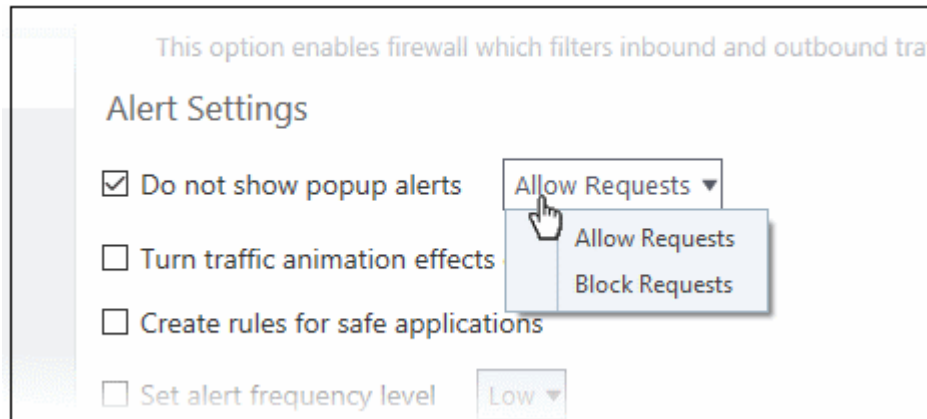 This option enables firewall which filters inbound and outbound
Alert Settings
Do not show popup alerts Allow Requests
Allow Requests
Turn traffic animation effects
Block Requests
Create rules for safe applications
Set alert frequency level Low